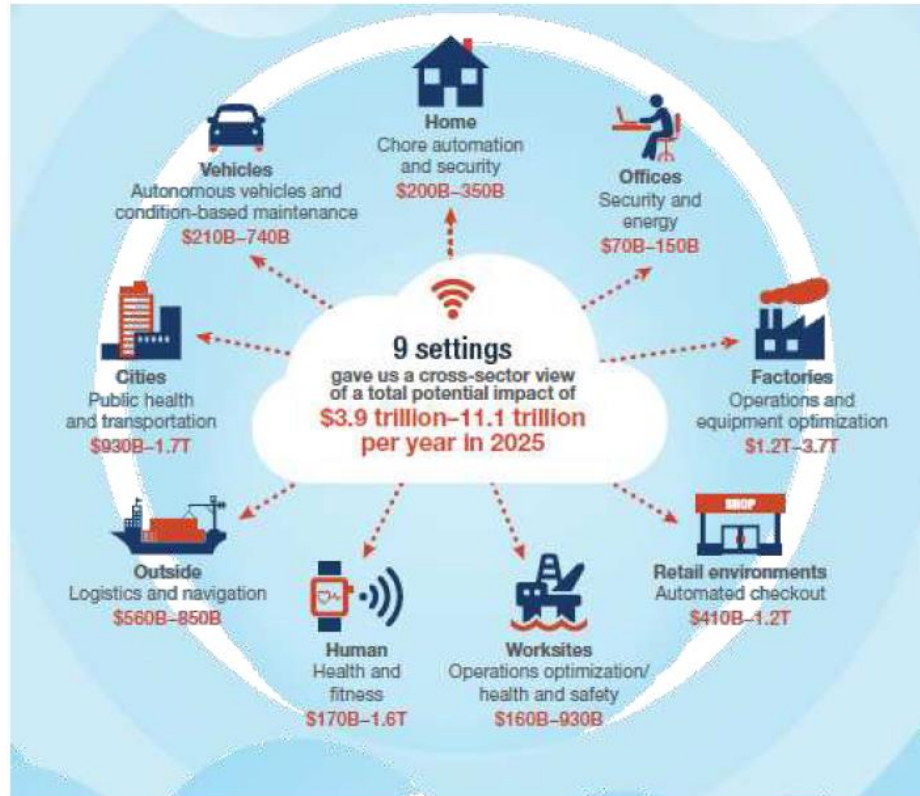 Home
Chore automation
and security
$200B–350B
Offices
Security and
energy
$70B–150B
Factories
Operations and
equipment optimization
$1.2T–3.7T
SHOP
Retail environments
Automated checkout
$410B–1.2T
Worksites
Operations optimization/
health and safety
$160B–930B
Human
Health and
fitness
$170B–1.6T
Outside
Logistics and navigation
$560B–850B
Cities
Public health
and transportation
$930B–1.7T
Vehicles
Autonomous vehicles and
condition-based maintenance
$210B–740B
9 settings
gave us a cross-sector view
of a total potential impact of
$3.9 trillion–11.1 trillion
per year in 2025